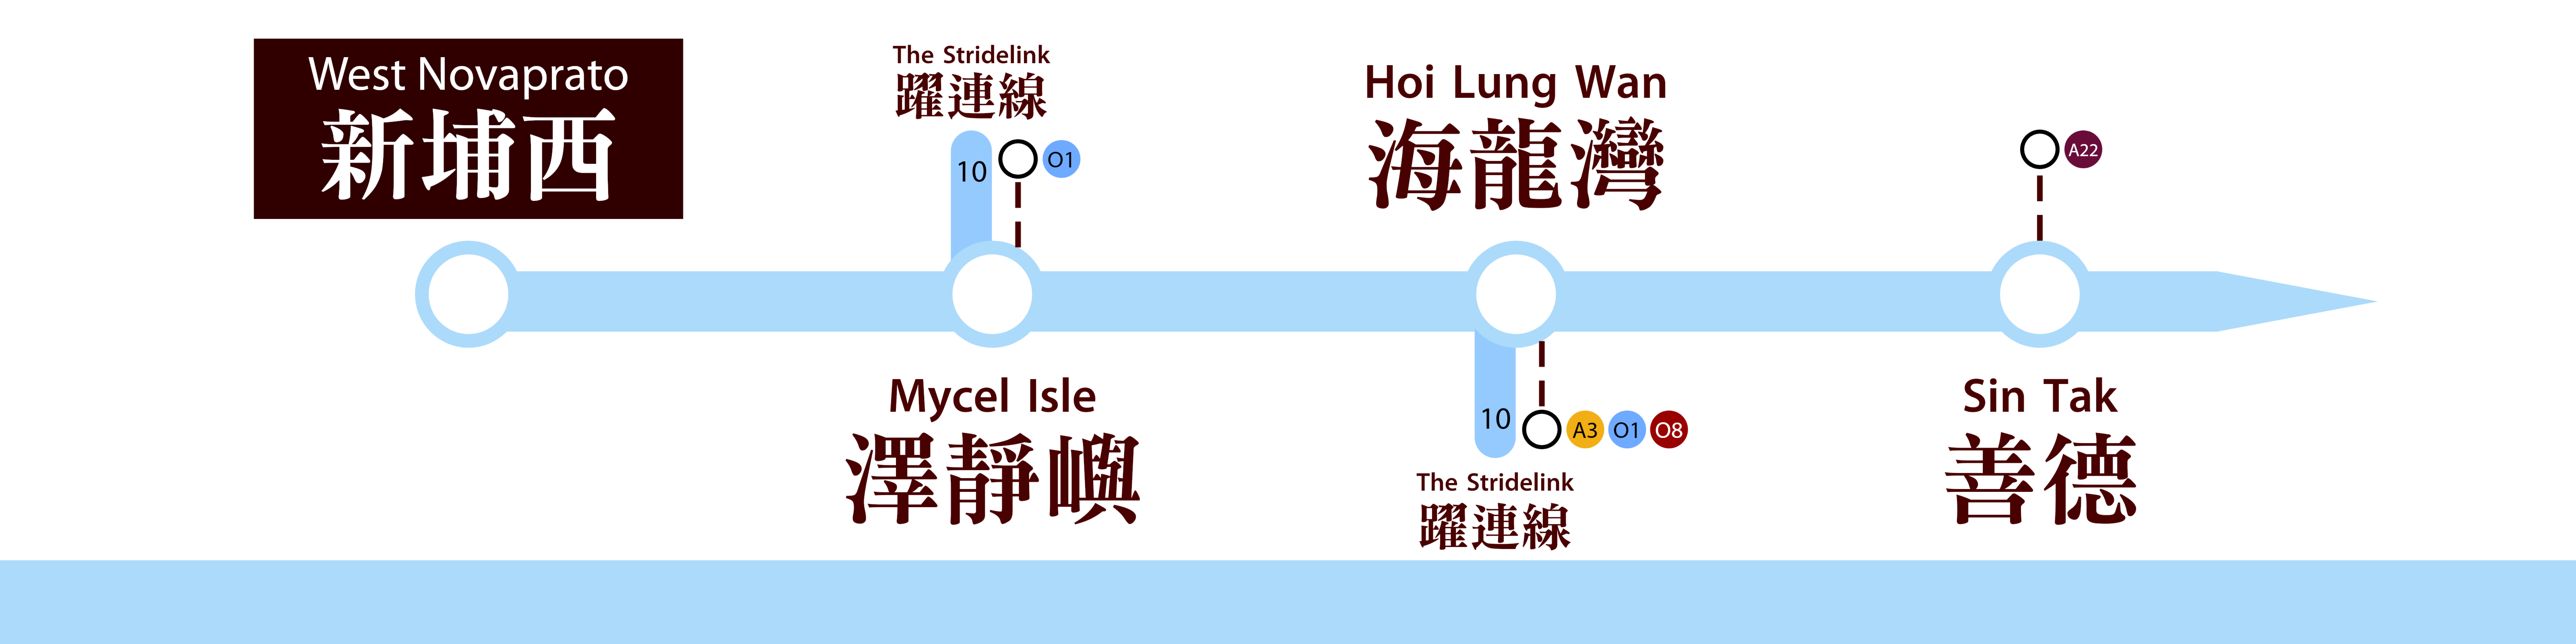 West Novaprato
新埔西
The Stridelink
躍連線
10
O1
Mycel Isle
澤靜嶼
Hoi Lung Wan
海龍灣
10
A3 O1 O8
The Stridelink
躍連線
A22
Sin Tak
善德